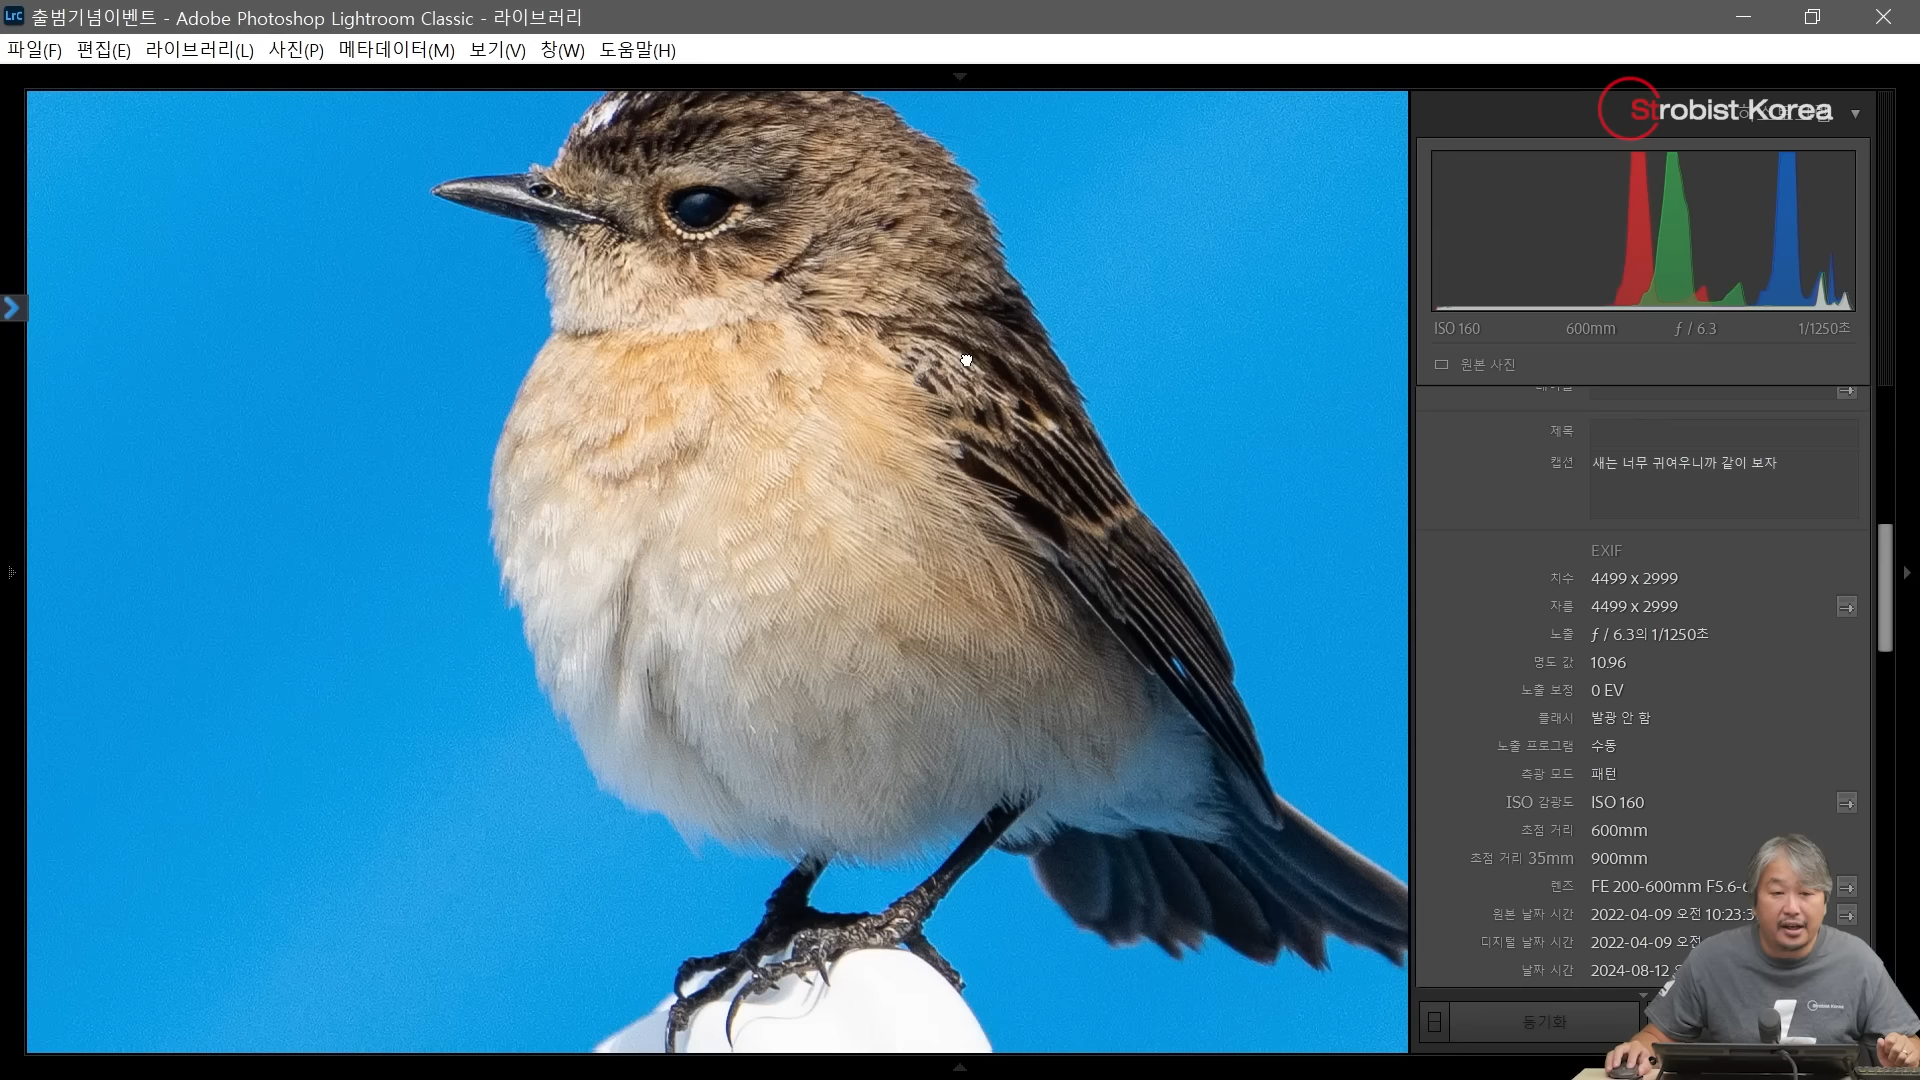 LrC 출범기념이벤트 - Adobe Photoshop Lightroom Classic - 라이브러리
파일(F) 편집(E) 라이브러리(L) 사진(P) 메타데이터(M) 보기(V) 창(W) 도움말(H)
Strobist Korea
ISO 160 600mm ƒ / 6.3 1/1250초
원본 사진
제목
캡션 새는 너무 귀여우니까 같이 보자
EXIF
치수 4499 x 2999
자름 4499 x 2999
노출 ƒ / 6.3의 1/1250초
명도 값 10.96
노출 보정 0 EV
플래시 발광 안 함
노출 프로그램 수동
측광 모드 패턴
ISO 감광도 ISO 160
초점 거리 600mm
초점 거리 35mm 900mm
렌즈 FE 200-600mm F5.6-
원본 날짜 시간 2022-04-09 오전 10:23:3
디지털 날짜 시간 2022-04-09 오전
날짜 시간 2024-08-12
동기화